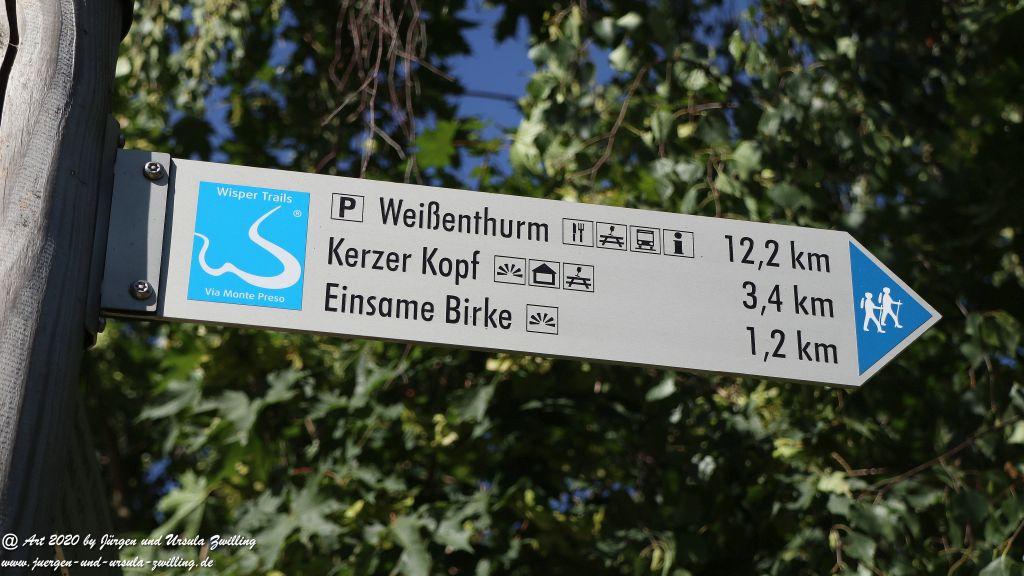 Wisper Trails
®
Via Monte Preso
P Weißenthurm i 12,2 km
Kerzer Kopf 3,4 km
Einsame Birke 1,2 km
@ Art 2020 by Jürgen und Ursula Zwilling
www.juergen-und-ursula-zwilling.de